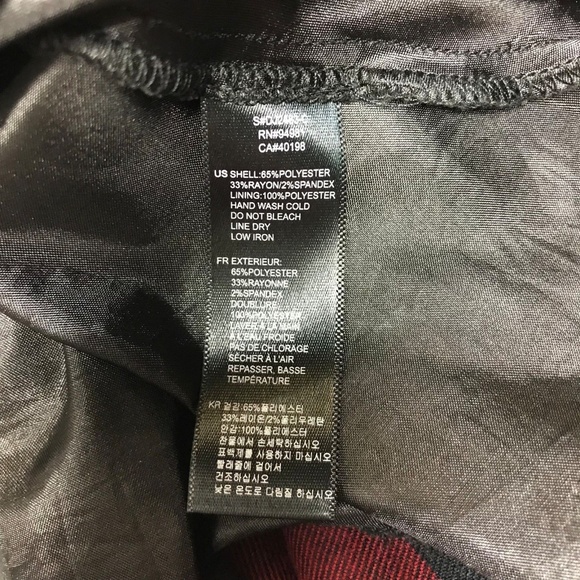 RN#94981
CA#40198
US SHELL:65%POLYESTER
33%RAYON/2%SPANDEX
LINING:100%POLYESTER
HAND WASH COLD
DO NOT BLEACH
LINE DRY
LOW IRON
FR EXTERIEUR:
65%POLYESTER
33%RAYONNE
2%SPANDEX
DOUBLURE
100%POLYESTER
LAVER À LA MAIN
À L'EAU FROIDE
PAS DE CHLORAGE
SÉCHER À L'AIR
REPASSER, BASSE
TEMPÉRATURE
KR 겉감:65%폴리에스터
33%레이온/2%폴리우레탄
안감:100%폴리에스터
찬물에서 손세탁하십시오
표백제를 사용하지 마십시오
빨래줄에 걸어서
건조하십시오
낮은 온도로 다림질 하십시오